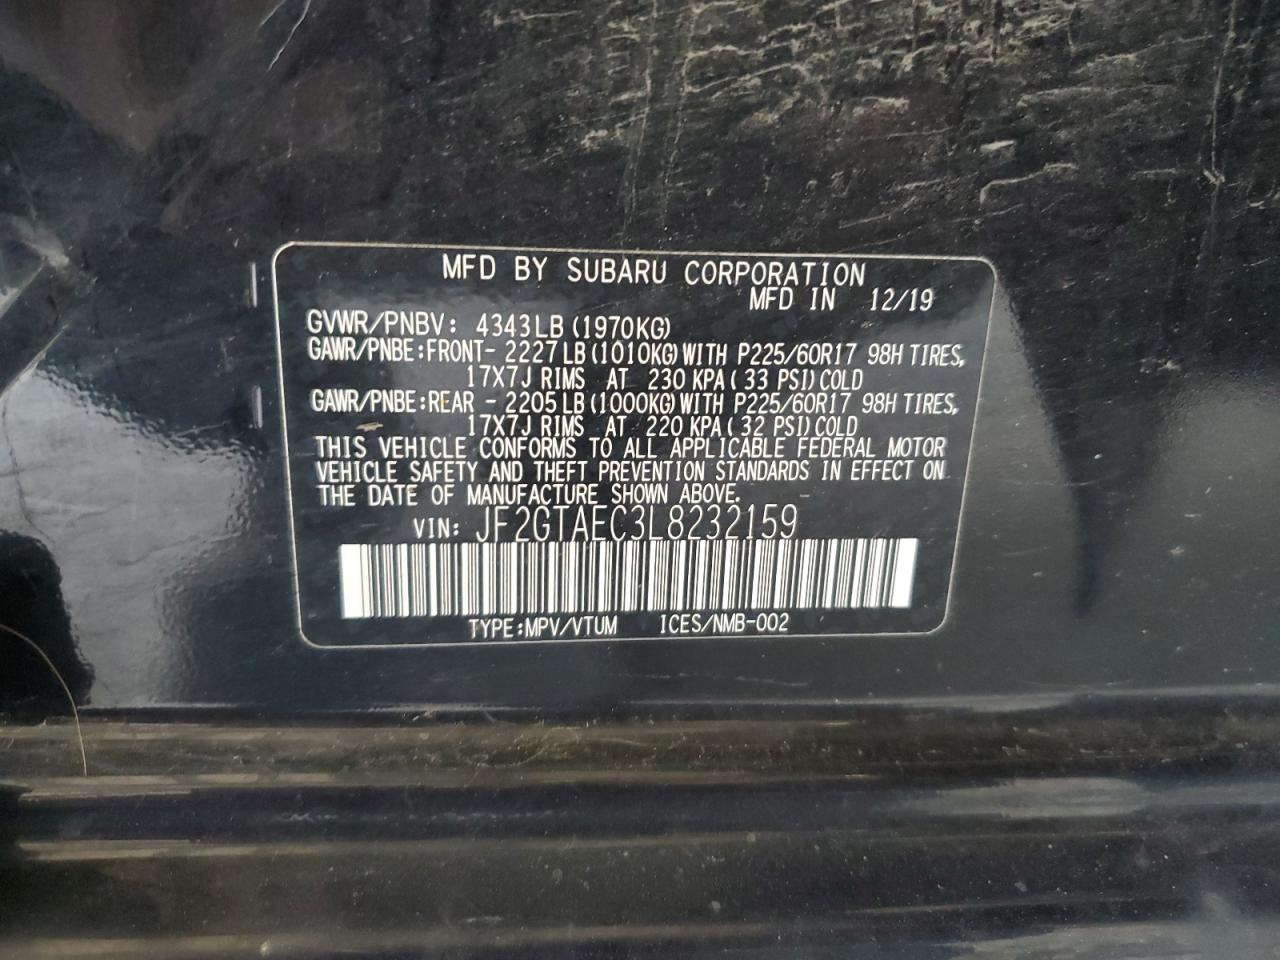 MFD BY SUBARU CORPORATION
MFD IN 12/19
GVWR/PNBV: 4343LB (1970KG)
GAWR/PNBE:FRONT- 2227LB (1010KG) WITH P225/60R17 98H TIRES,
17X7J RIMS AT 230 KPA (33 PSI) COLD
GAWR/PNBE:REAR - 2205LB (1000KG) WITH P225/60R17 98H TIRES,
17X7J RIMS AT 220 KPA (32 PSI) COLD
THIS VEHICLE CONFORMS TO ALL APPLICABLE FEDERAL MOTOR
VEHICLE SAFETY AND THEFT PREVENTION STANDARDS IN EFFECT ON
THE DATE OF MANUFACTURE SHOWN ABOVE.
VIN: JF2GTAEC3L8232159
TYPE:MPV/VTUM ICES/NMB-002